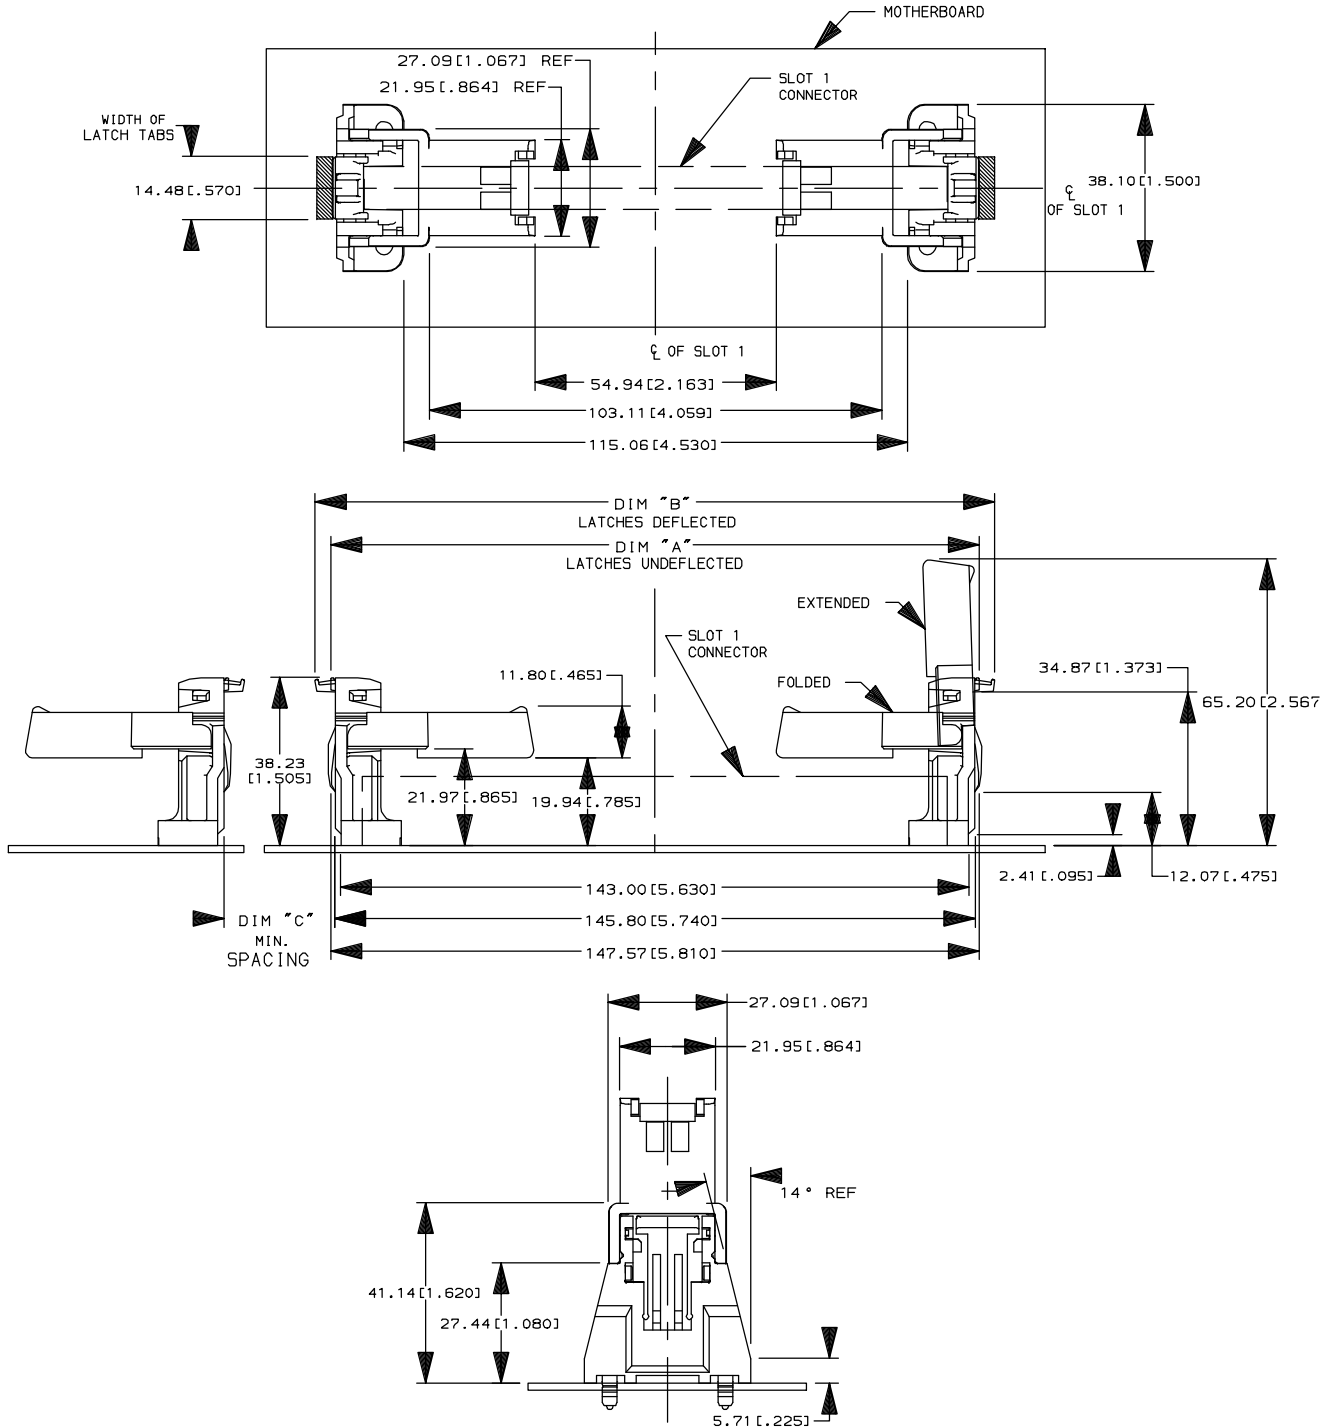 MOTHERBOARD
27.09[1.067] REF
21.95[.864] REF
SLOT 1
CONNECTOR
WIDTH OF
LATCH TABS
14.48[.570]
38.10[1.500]
℄
OF SLOT 1
℄ OF SLOT 1
54.94[2.163]
103.11[4.059]
115.06[4.530]
DIM "B"
LATCHES DEFLECTED
DIM "A"
LATCHES UNDEFLECTED
EXTENDED
SLOT 1
CONNECTOR
11.80[.465]
FOLDED
34.87[1.373]
65.20[2.567
38.23
[1.505]
21.97[.865]
19.94[.785]
2.41[.095]
12.07[.475]
143.00[5.630]
DIM "C"
MIN.
SPACING
145.80[5.740]
147.57[5.810]
27.09[1.067]
21.95[.864]
14° REF
41.14[1.620]
27.44[1.080]
5.71[.225]